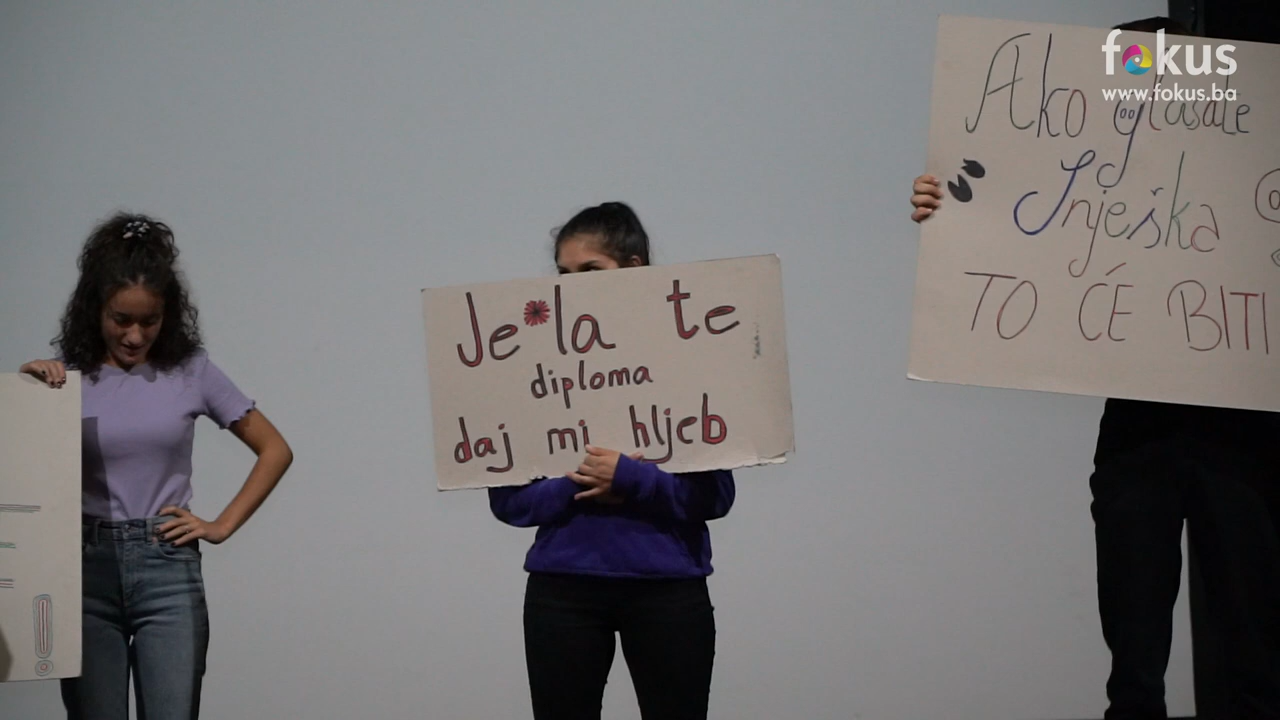 fokus
www.fokus.ba
Je*la te
diploma
daj mi hljeb
Ako glasate
Snješka
TO ĆE BITI
!